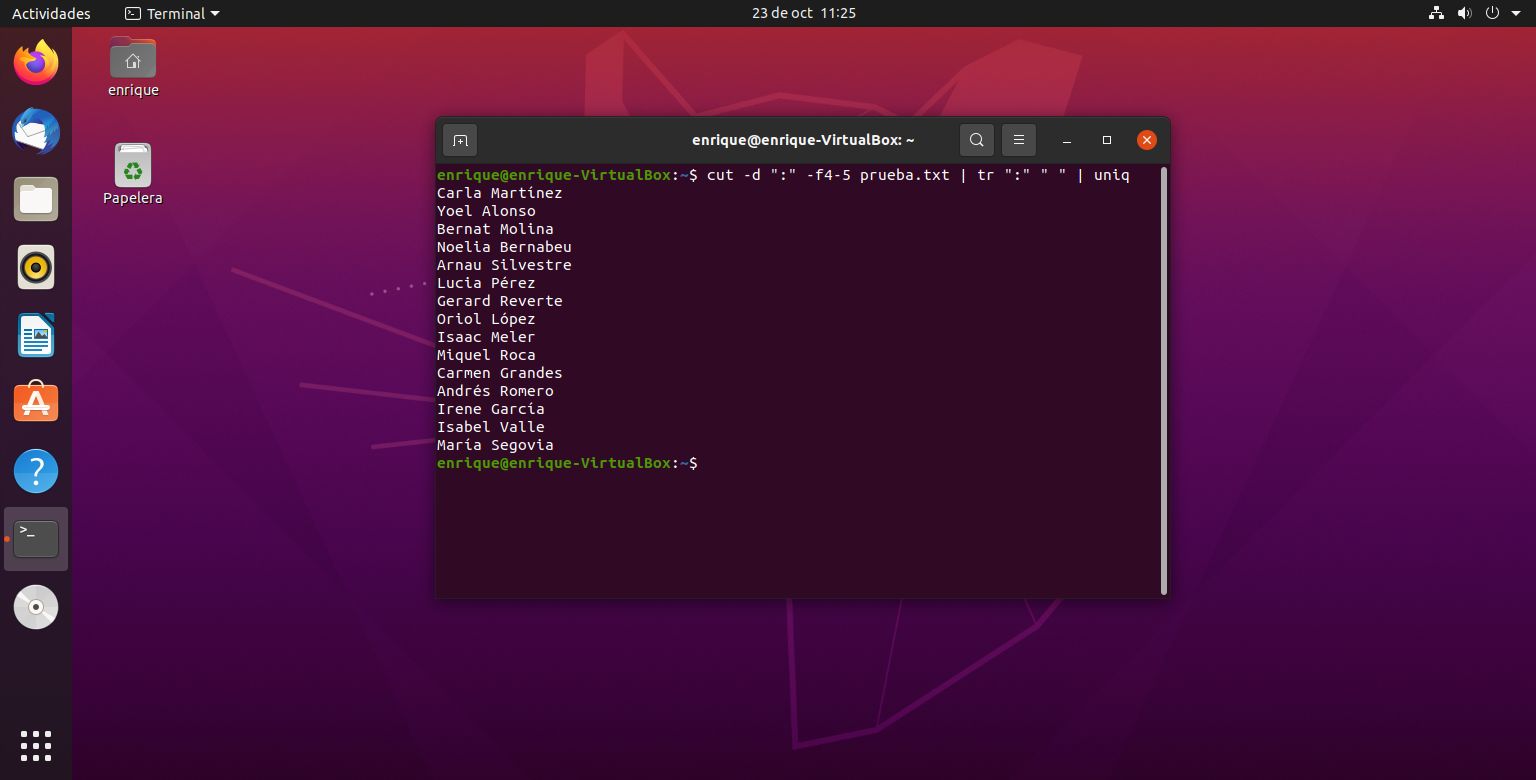 Actividades
Terminal
23 de oct 11:25
enrique
Papelera
enrique@enrique-VirtualBox: ~
enrique@enrique-VirtualBox:~$ cut -d ":" -f4-5 prueba.txt | tr ":" " " | uniq
Carla Martínez
Yoel Alonso
Bernat Molina
Noelia Bernabeu
Arnau Silvestre
Lucia Pérez
Gerard Reverte
Oriol López
Isaac Meler
Miquel Roca
Carmen Grandes
Andrés Romero
Irene García
Isabel Valle
María Segovia
enrique@enrique-VirtualBox:~$